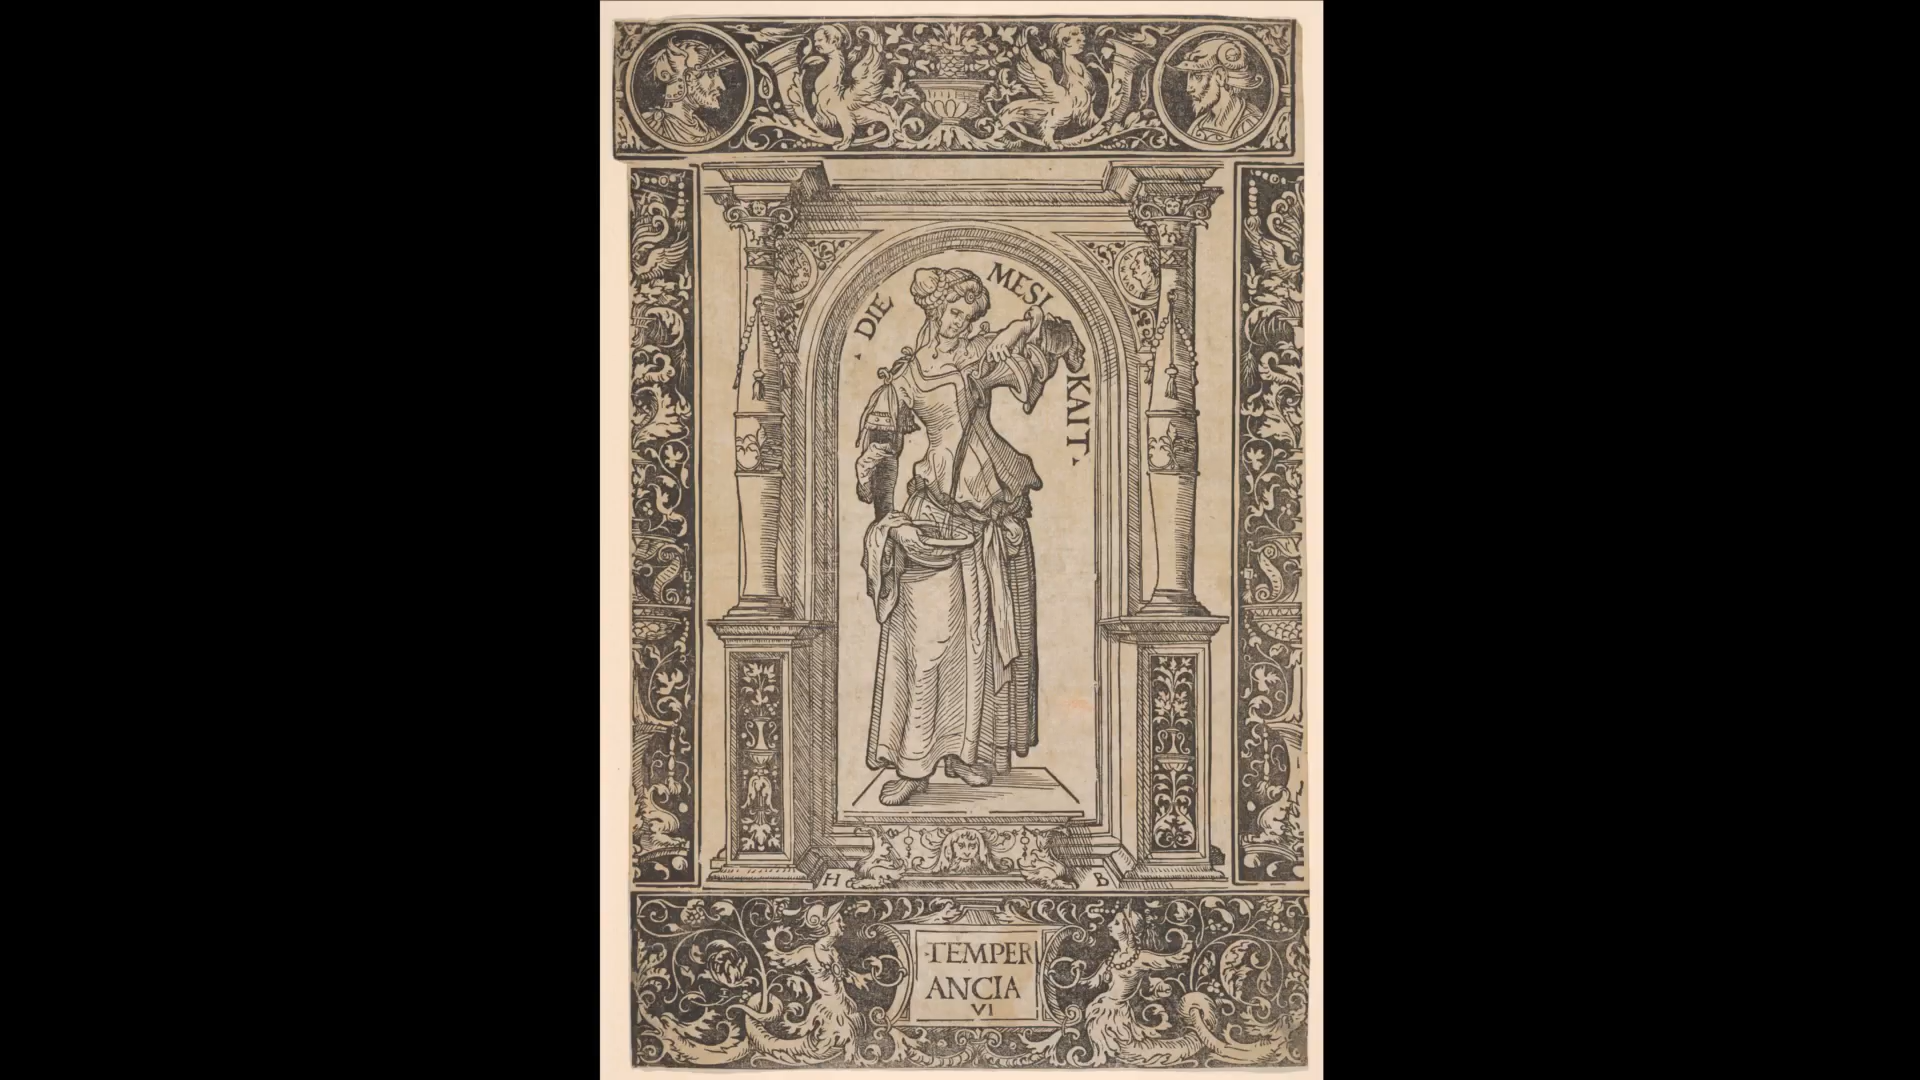 DIE MESI KAIT
H B
TEMPER
ANCIA
VI